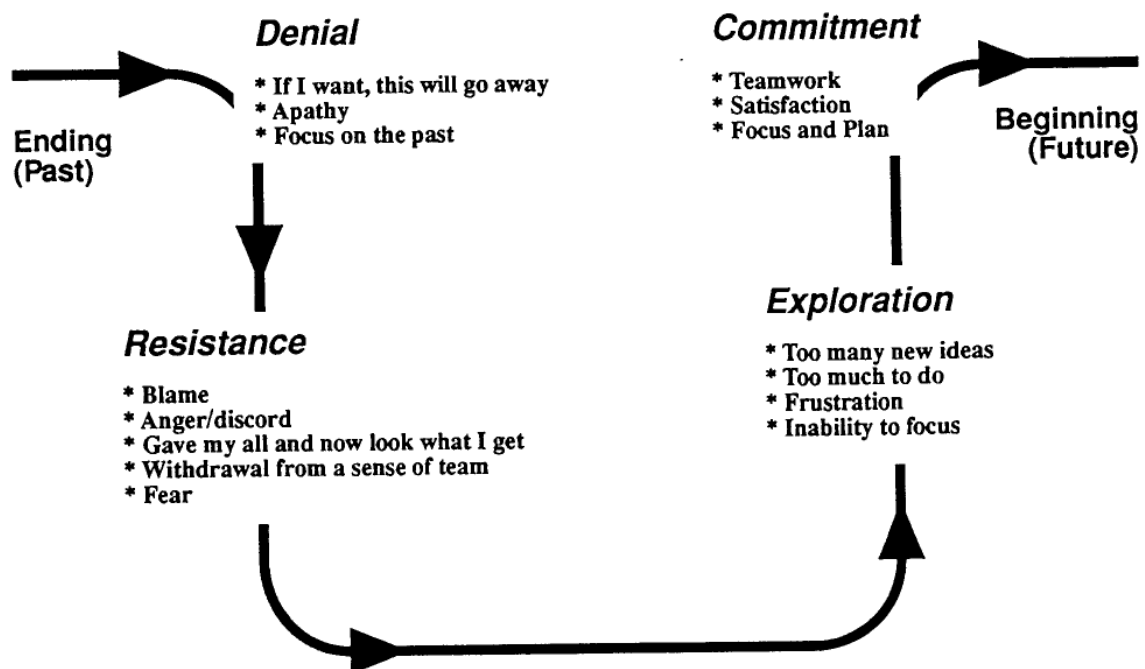 Denial
* If I want, this will go away
* Apathy
* Focus on the past
Ending
(Past)
Resistance
* Blame
* Anger/discord
* Gave my all and now look what I get
* Withdrawal from a sense of team
* Fear
Exploration
* Too many new ideas
* Too much to do
* Frustration
* Inability to focus
Commitment
* Teamwork
* Satisfaction
* Focus and Plan
Beginning
(Future)